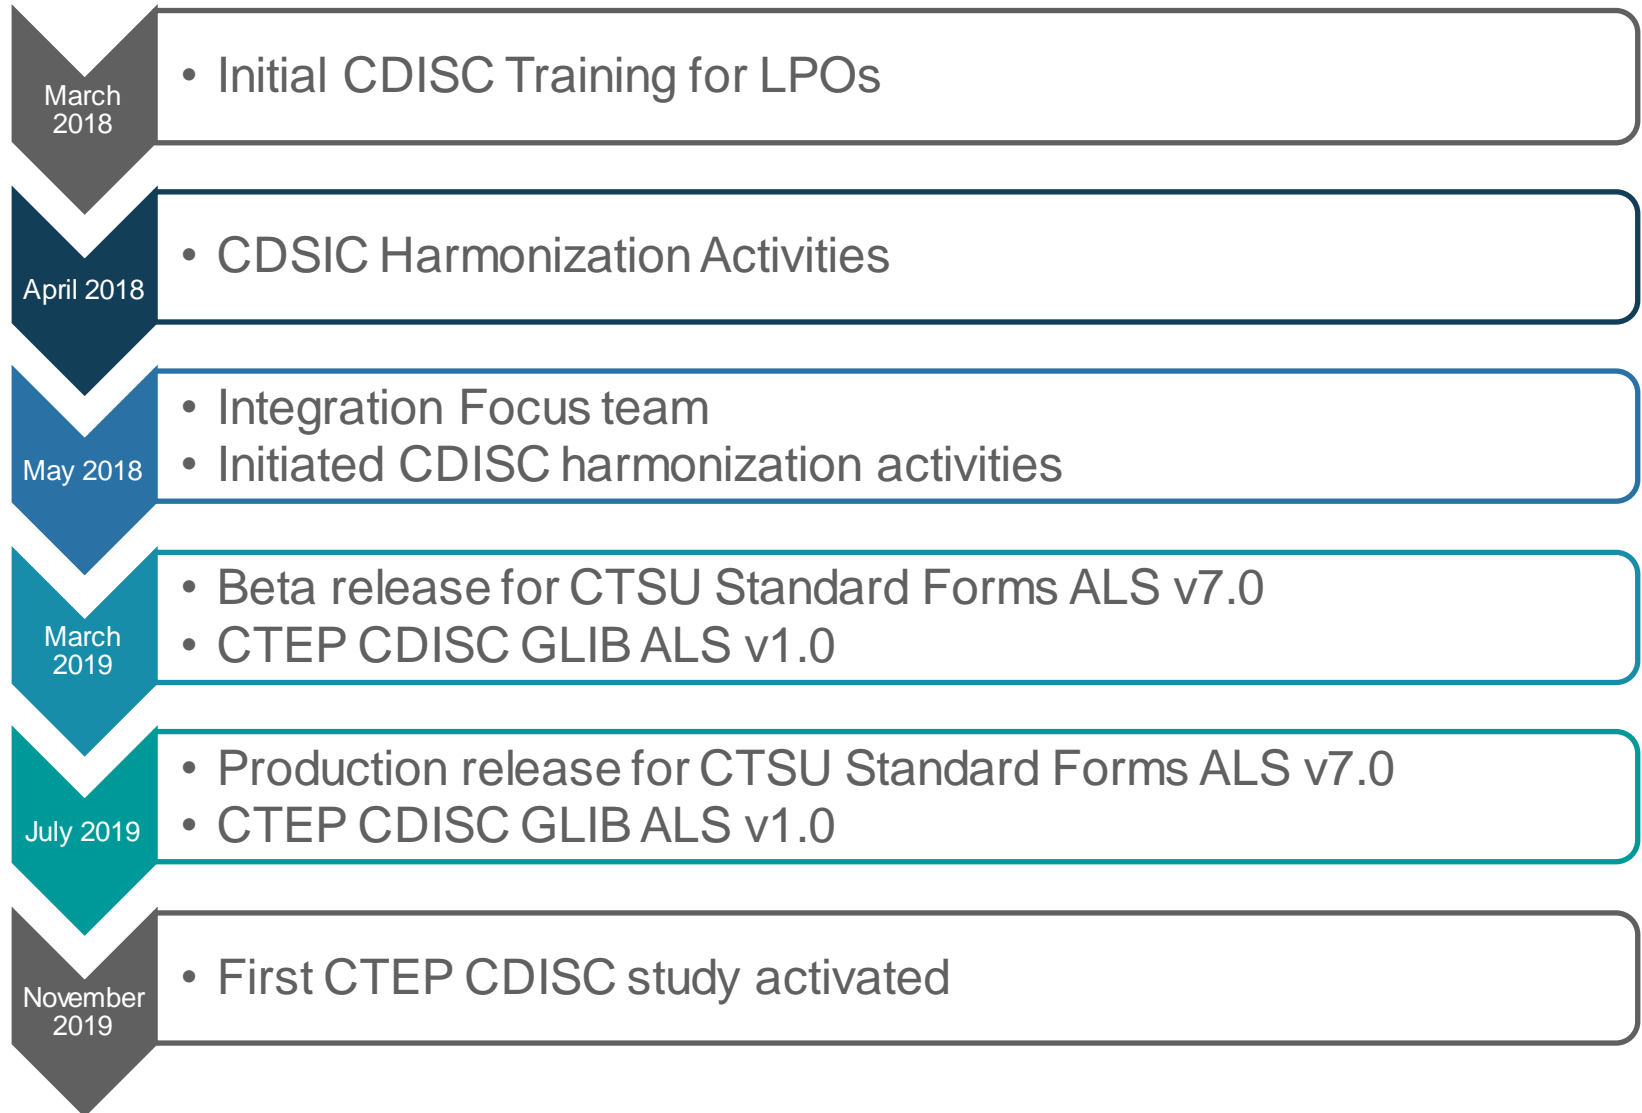 March
2018
• Initial CDISC Training for LPOs
April 2018
• CDSIC Harmonization Activities
May 2018
• Integration Focus team
• Initiated CDISC harmonization activities
March
2019
• Beta release for CTSU Standard Forms ALS v7.0
• CTEP CDISC GLIB ALS v1.0
July 2019
• Production release for CTSU Standard Forms ALS v7.0
• CTEP CDISC GLIB ALS v1.0
November
2019
• First CTEP CDISC study activated